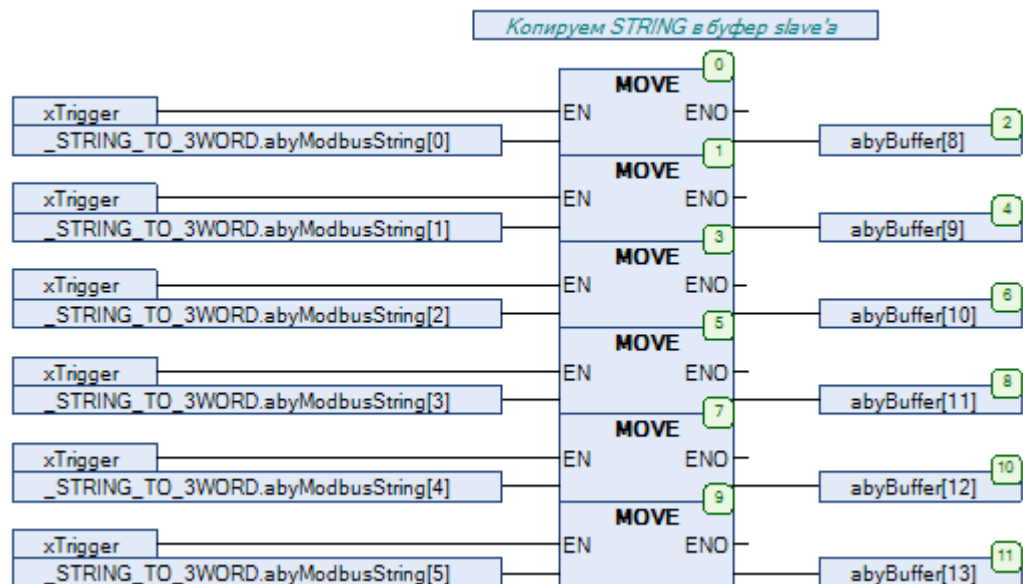 Копируем STRING в буфер slave'а
0
MOVE
xTrigger
EN
ENO
2
_STRING_TO_3WORD.abyModbusString[0]
abyBuffer[8]
1
MOVE
xTrigger
EN
ENO
4
_STRING_TO_3WORD.abyModbusString[1]
abyBuffer[9]
3
MOVE
xTrigger
EN
ENO
6
_STRING_TO_3WORD.abyModbusString[2]
abyBuffer[10]
5
MOVE
xTrigger
EN
ENO
8
_STRING_TO_3WORD.abyModbusString[3]
abyBuffer[11]
7
MOVE
xTrigger
EN
ENO
10
_STRING_TO_3WORD.abyModbusString[4]
abyBuffer[12]
9
MOVE
xTrigger
EN
ENO
11
_STRING_TO_3WORD.abyModbusString[5]
abyBuffer[13]